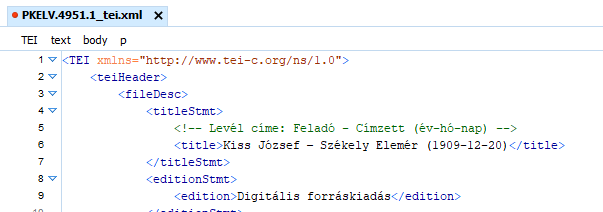 PKELV.4951.1_tei.xml
TEI text body p
1 <TEI xmlns="http://www.tei-c.org/ns/1.0">
2 <teiHeader>
3 <fileDesc>
4 <titleStmt>
5 <!-- Levél címe: Feladó - Címzett (év-hó-nap) -->
6 <title>Kiss József – Székely Elemér (1909-12-20)</title>
7 </titleStmt>
8 <editionStmt>
9 <edition>Digitális forráskiadás</edition>
10 </editionStmt>